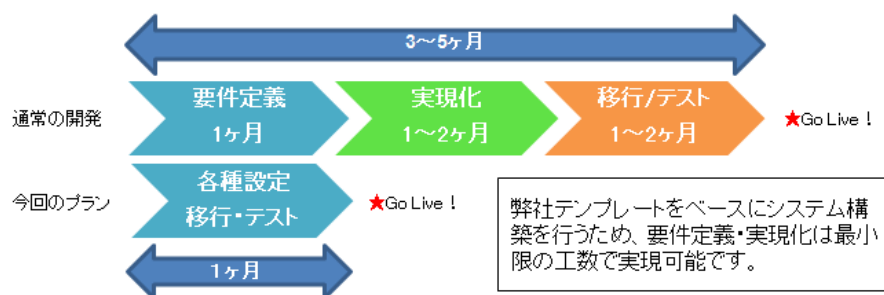 3～5ヶ月
通常の開発
要件定義
1ヶ月
実現化
1～2ヶ月
移行/テスト
1～2ヶ月
★Go Live！
今回のプラン
各種設定
移行・テスト
★Go Live！
1ヶ月
弊社テンプレートをベースにシステム構
築を行うため、要件定義・実現化は最小
限の工数で実現可能です。